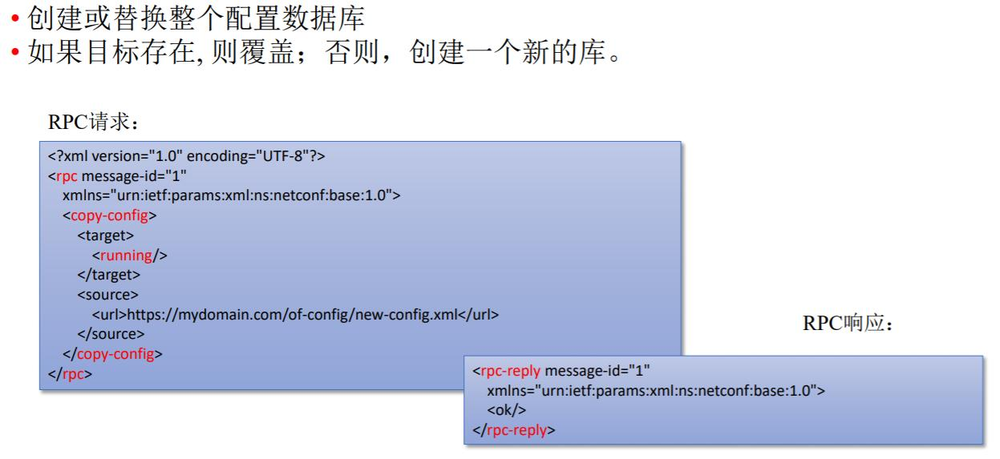 • 创建或替换整个配置数据库
• 如果目标存在, 则覆盖；否则，创建一个新的库。
RPC请求：
<?xml version="1.0" encoding="UTF-8"?>
<rpc message-id="1"
xmlns="urn:ietf:params:xml:ns:netconf:base:1.0">
<copy-config>
<target>
<running/>
</target>
<source>
<url>https://mydomain.com/of-config/new-config.xml</url>
</source>
</copy-config>
</rpc>
RPC响应：
<rpc-reply message-id="1"
xmlns="urn:ietf:params:xml:ns:netconf:base:1.0">
<ok/>
</rpc-reply>